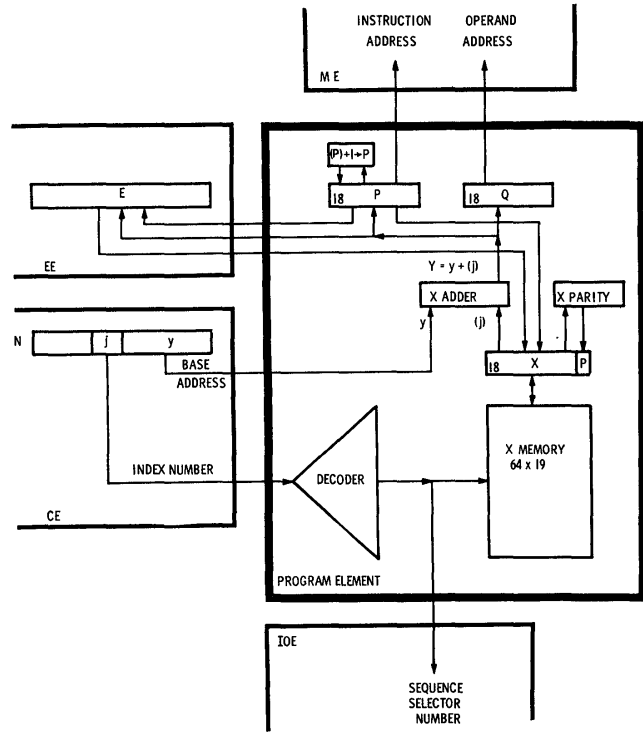 INSTRUCTION
ADDRESS
OPERAND
ADDRESS
M E
(P)+1→P
E
18 P
18 Q
EE
Y = y + (j)
X ADDER
X PARITY
y
(j)
N
j
y
BASE
ADDRESS
18 X P
X MEMORY
64 x 19
INDEX NUMBER
DECODER
CE
PROGRAM ELEMENT
IOE
SEQUENCE
SELECTOR
NUMBER